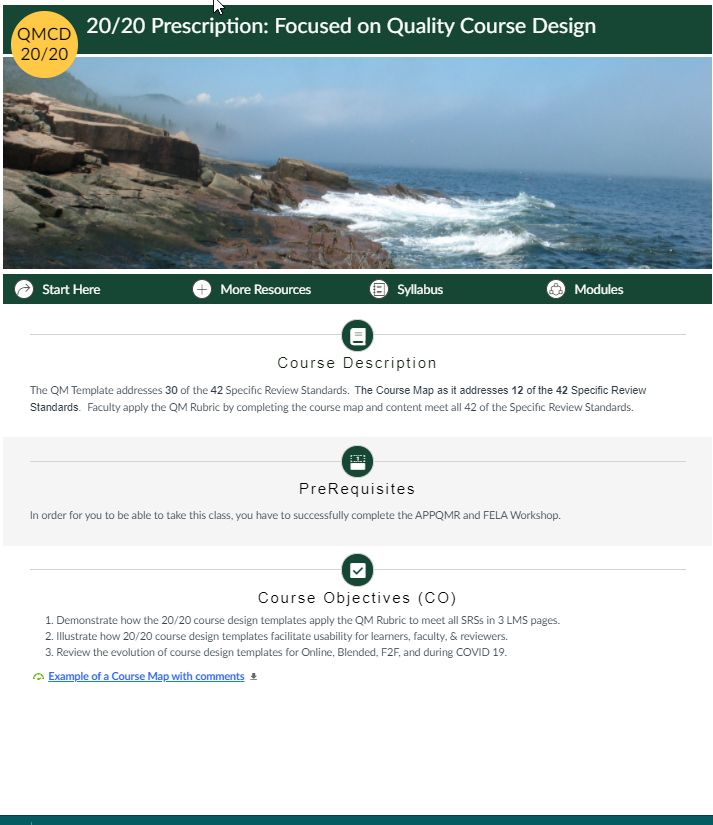 20/20 Prescription: Focused on Quality Course Design
QMCD
20/20
Start Here
More Resources
Syllabus
Modules
Course Description
The QM Template addresses 30 of the 42 Specific Review Standards.  The Course Map as it addresses 12 of the 42 Specific Review
Standards.  Faculty apply the QM Rubric by completing the course map and content meet all 42 of the Specific Review Standards.
PreRequisites
In order for you to be able to take this class, you have to successfully complete the APPQMR and FELA Workshop.
Course Objectives (CO)
1. Demonstrate how the 20/20 course design templates apply the QM Rubric to meet all SRSs in 3 LMS pages.
2. Illustrate how 20/20 course design templates facilitate usability for learners, faculty, & reviewers.
3. Review the evolution of course design templates for Online, Blended, F2F, and during COVID 19.
Example of a Course Map with comments